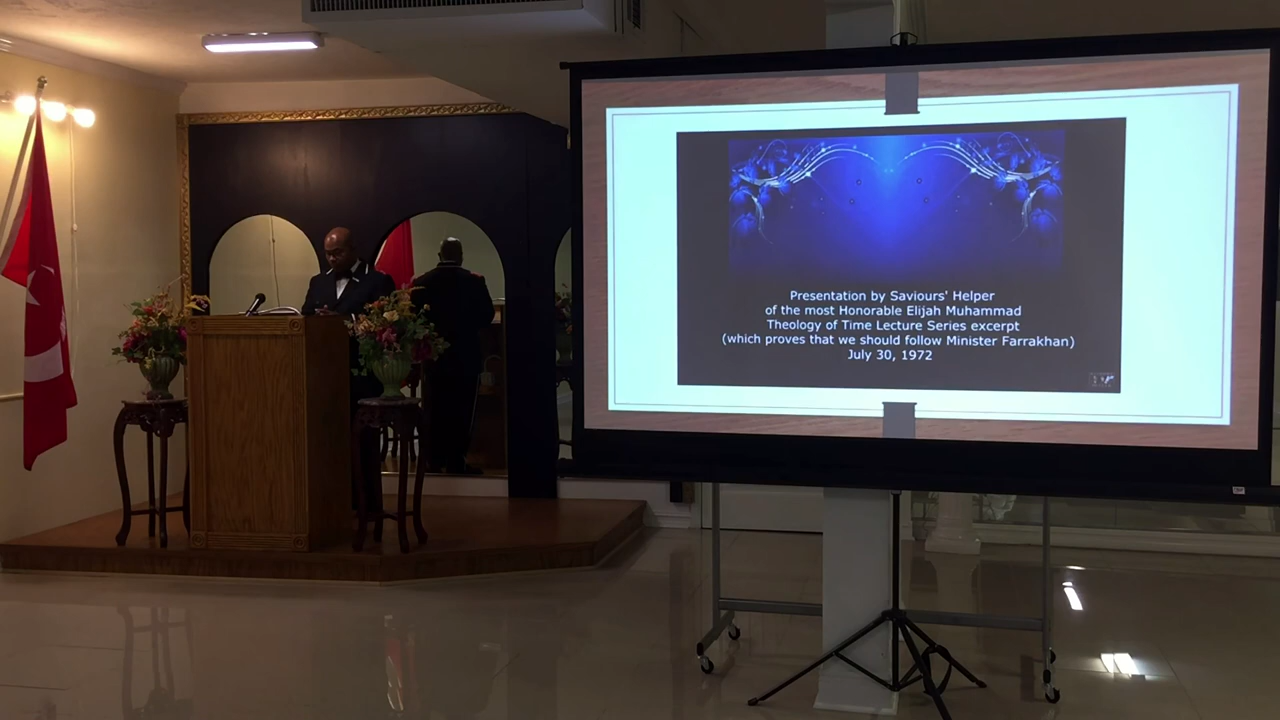 Presentation by Saviours' Helper
of the most Honorable Elijah Muhammad
Theology of Time Lecture Series excerpt
(which proves that we should follow Minister Farrakhan)
July 30, 1972